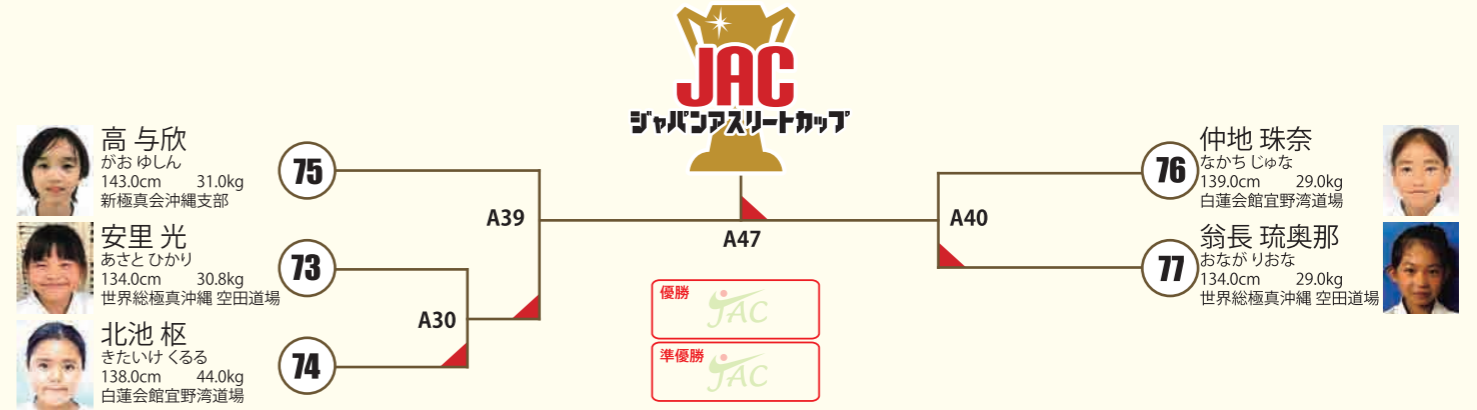 JAC
ジャパンアスリートカップ
高 与欣
がお ゆしん
143.0cm 31.0kg
新極真会沖縄支部
75
安里 光
あさと ひかり
134.0cm 30.8kg
世界総極真沖縄 空田道場
73
北池 枢
きたいけ くるる
138.0cm 44.0kg
白蓮会館宜野湾道場
74
A39
A30
A47
A40
優勝
JAC
準優勝
JAC
76
仲地 珠奈
なかち じゅな
139.0cm 29.0kg
白蓮会館宜野湾道場
77
翁長 琉奥那
おなが りおな
134.0cm 29.0kg
世界総極真沖縄 空田道場